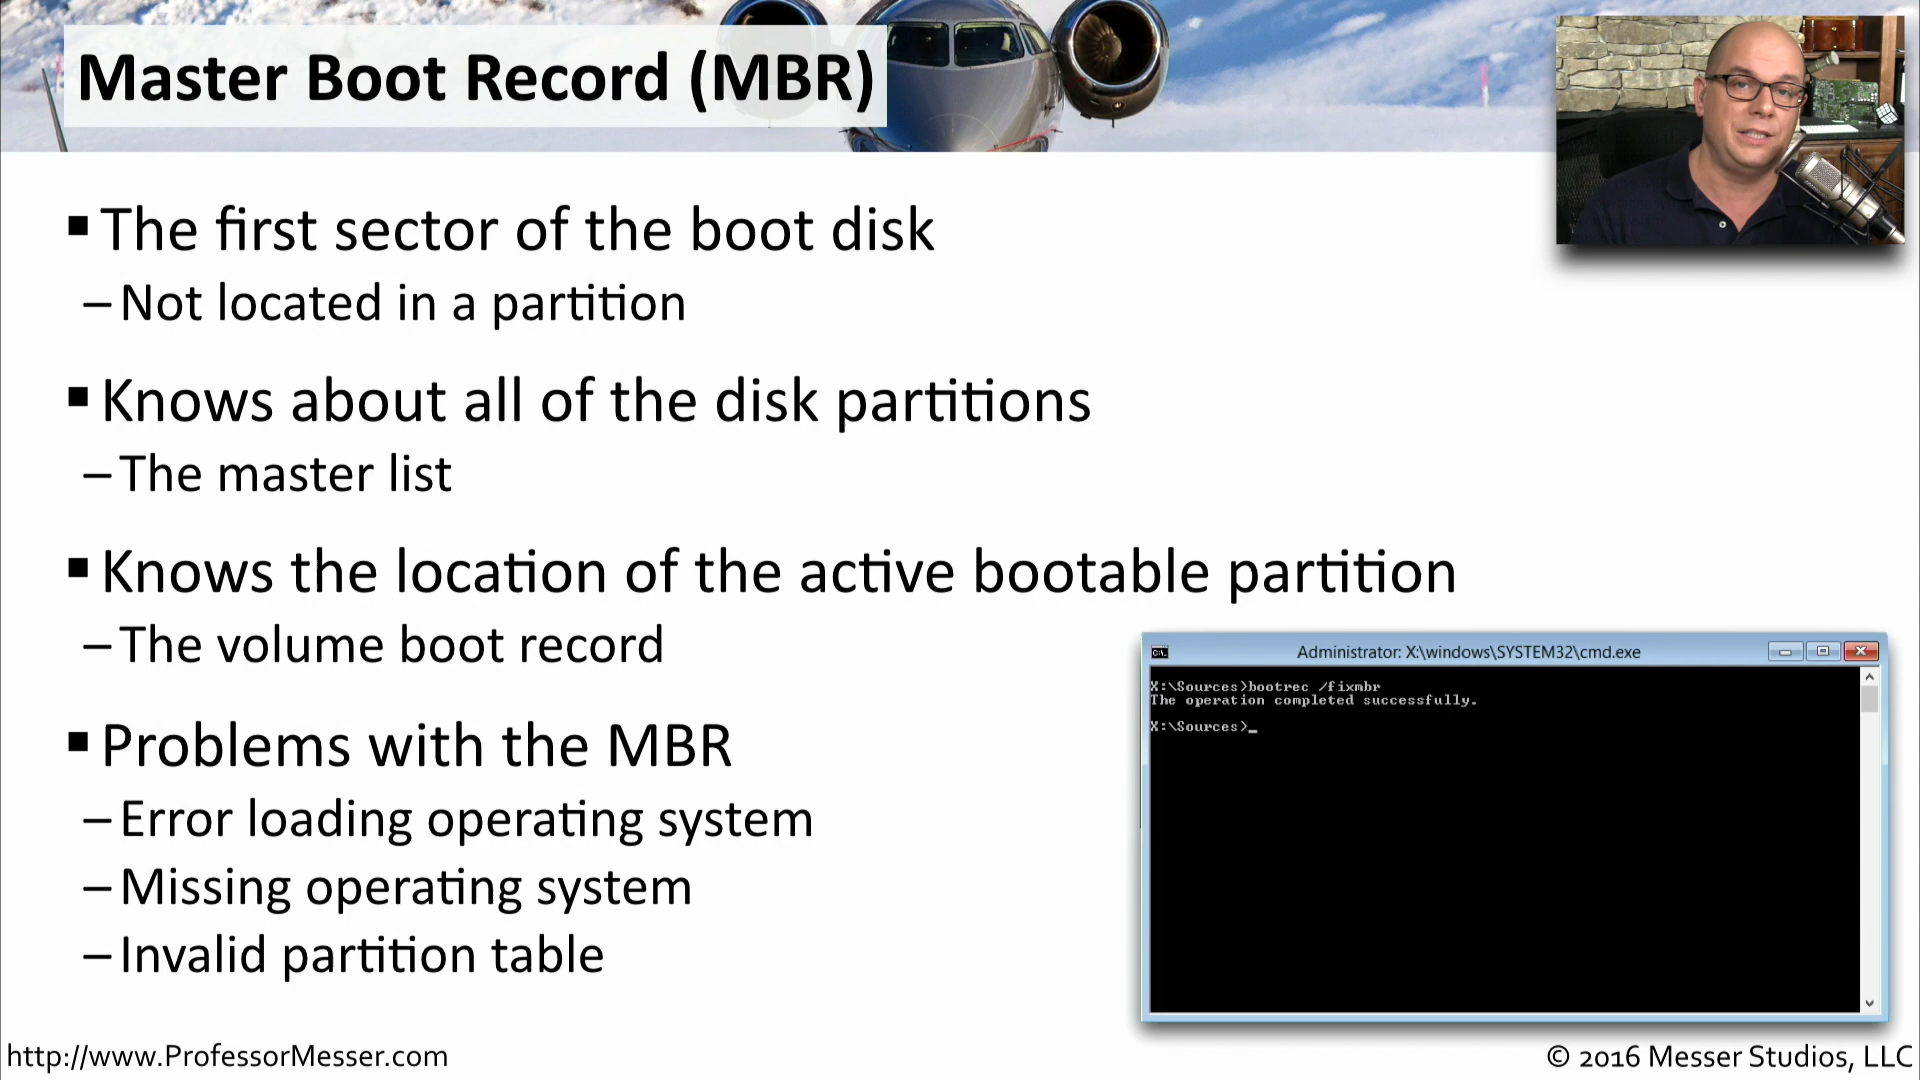 Master Boot Record (MBR)
▪ The first sector of the boot disk
– Not located in a partition
▪ Knows about all of the disk partitions
– The master list
▪ Knows the location of the active bootable partition
– The volume boot record
▪ Problems with the MBR
– Error loading operating system
– Missing operating system
– Invalid partition table
Administrator: X:\windows\SYSTEM32\cmd.exe
X:\Sources>bootrec /fixmbr
The operation completed successfully.
X:\Sources>_
http://www.ProfessorMesser.com
© 2016 Messer Studios, LLC